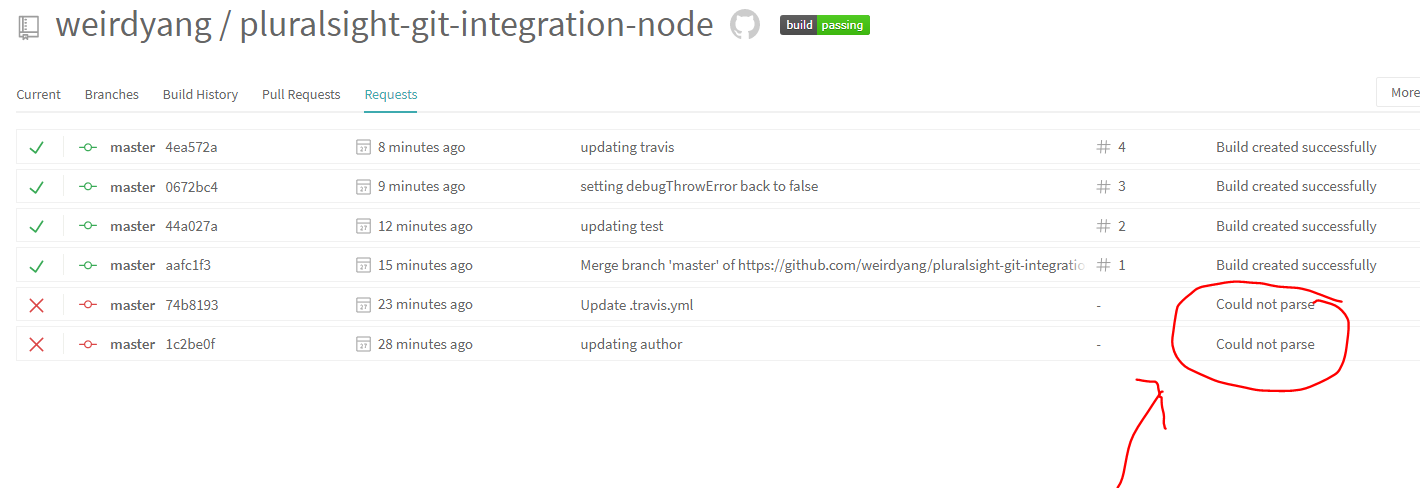 weirdyang / pluralsight-git-integration-node build passing
Current Branches Build History Pull Requests Requests More
master 4ea572a 27 8 minutes ago updating travis # 4 Build created successfully
master 0672bc4 27 9 minutes ago setting debugThrowError back to false # 3 Build created successfully
master 44a027a 27 12 minutes ago updating test # 2 Build created successfully
master aafc1f3 27 15 minutes ago Merge branch 'master' of https://github.com/weirdyang/pluralsight-git-integratio # 1 Build created successfully
master 74b8193 27 23 minutes ago Update .travis.yml - Could not parse
master 1c2be0f 27 28 minutes ago updating author - Could not parse